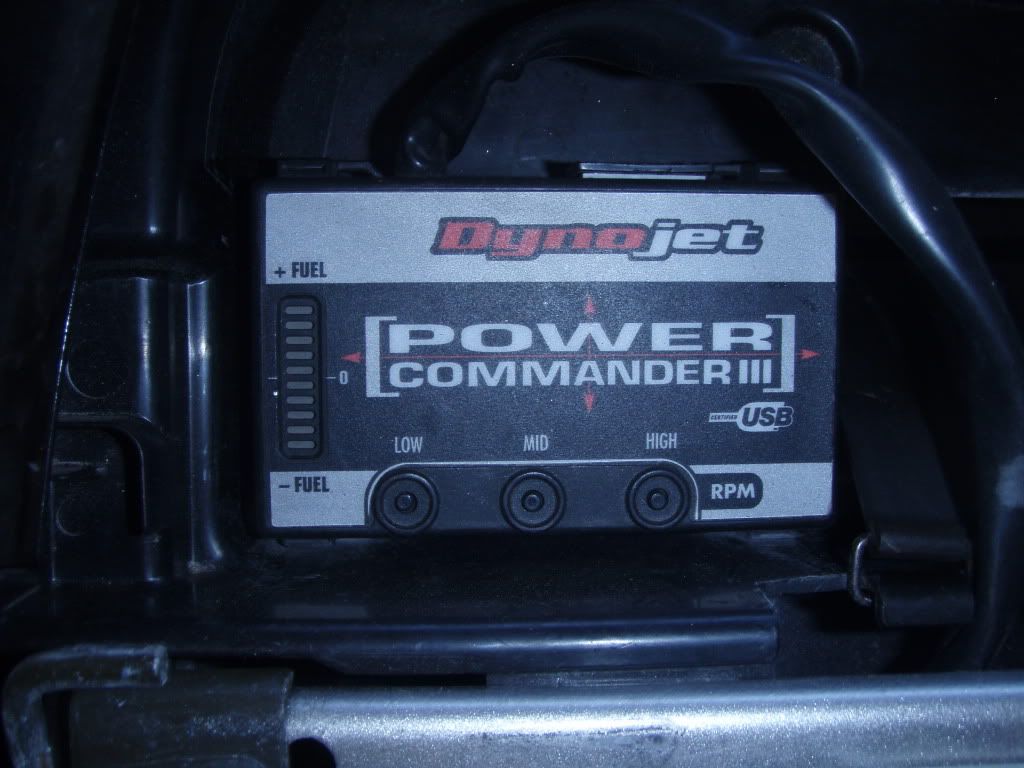 Dynojet
+ FUEL
POWER
0
COMMANDER III
CERTIFIED USB
LOW MID HIGH
− FUEL
RPM